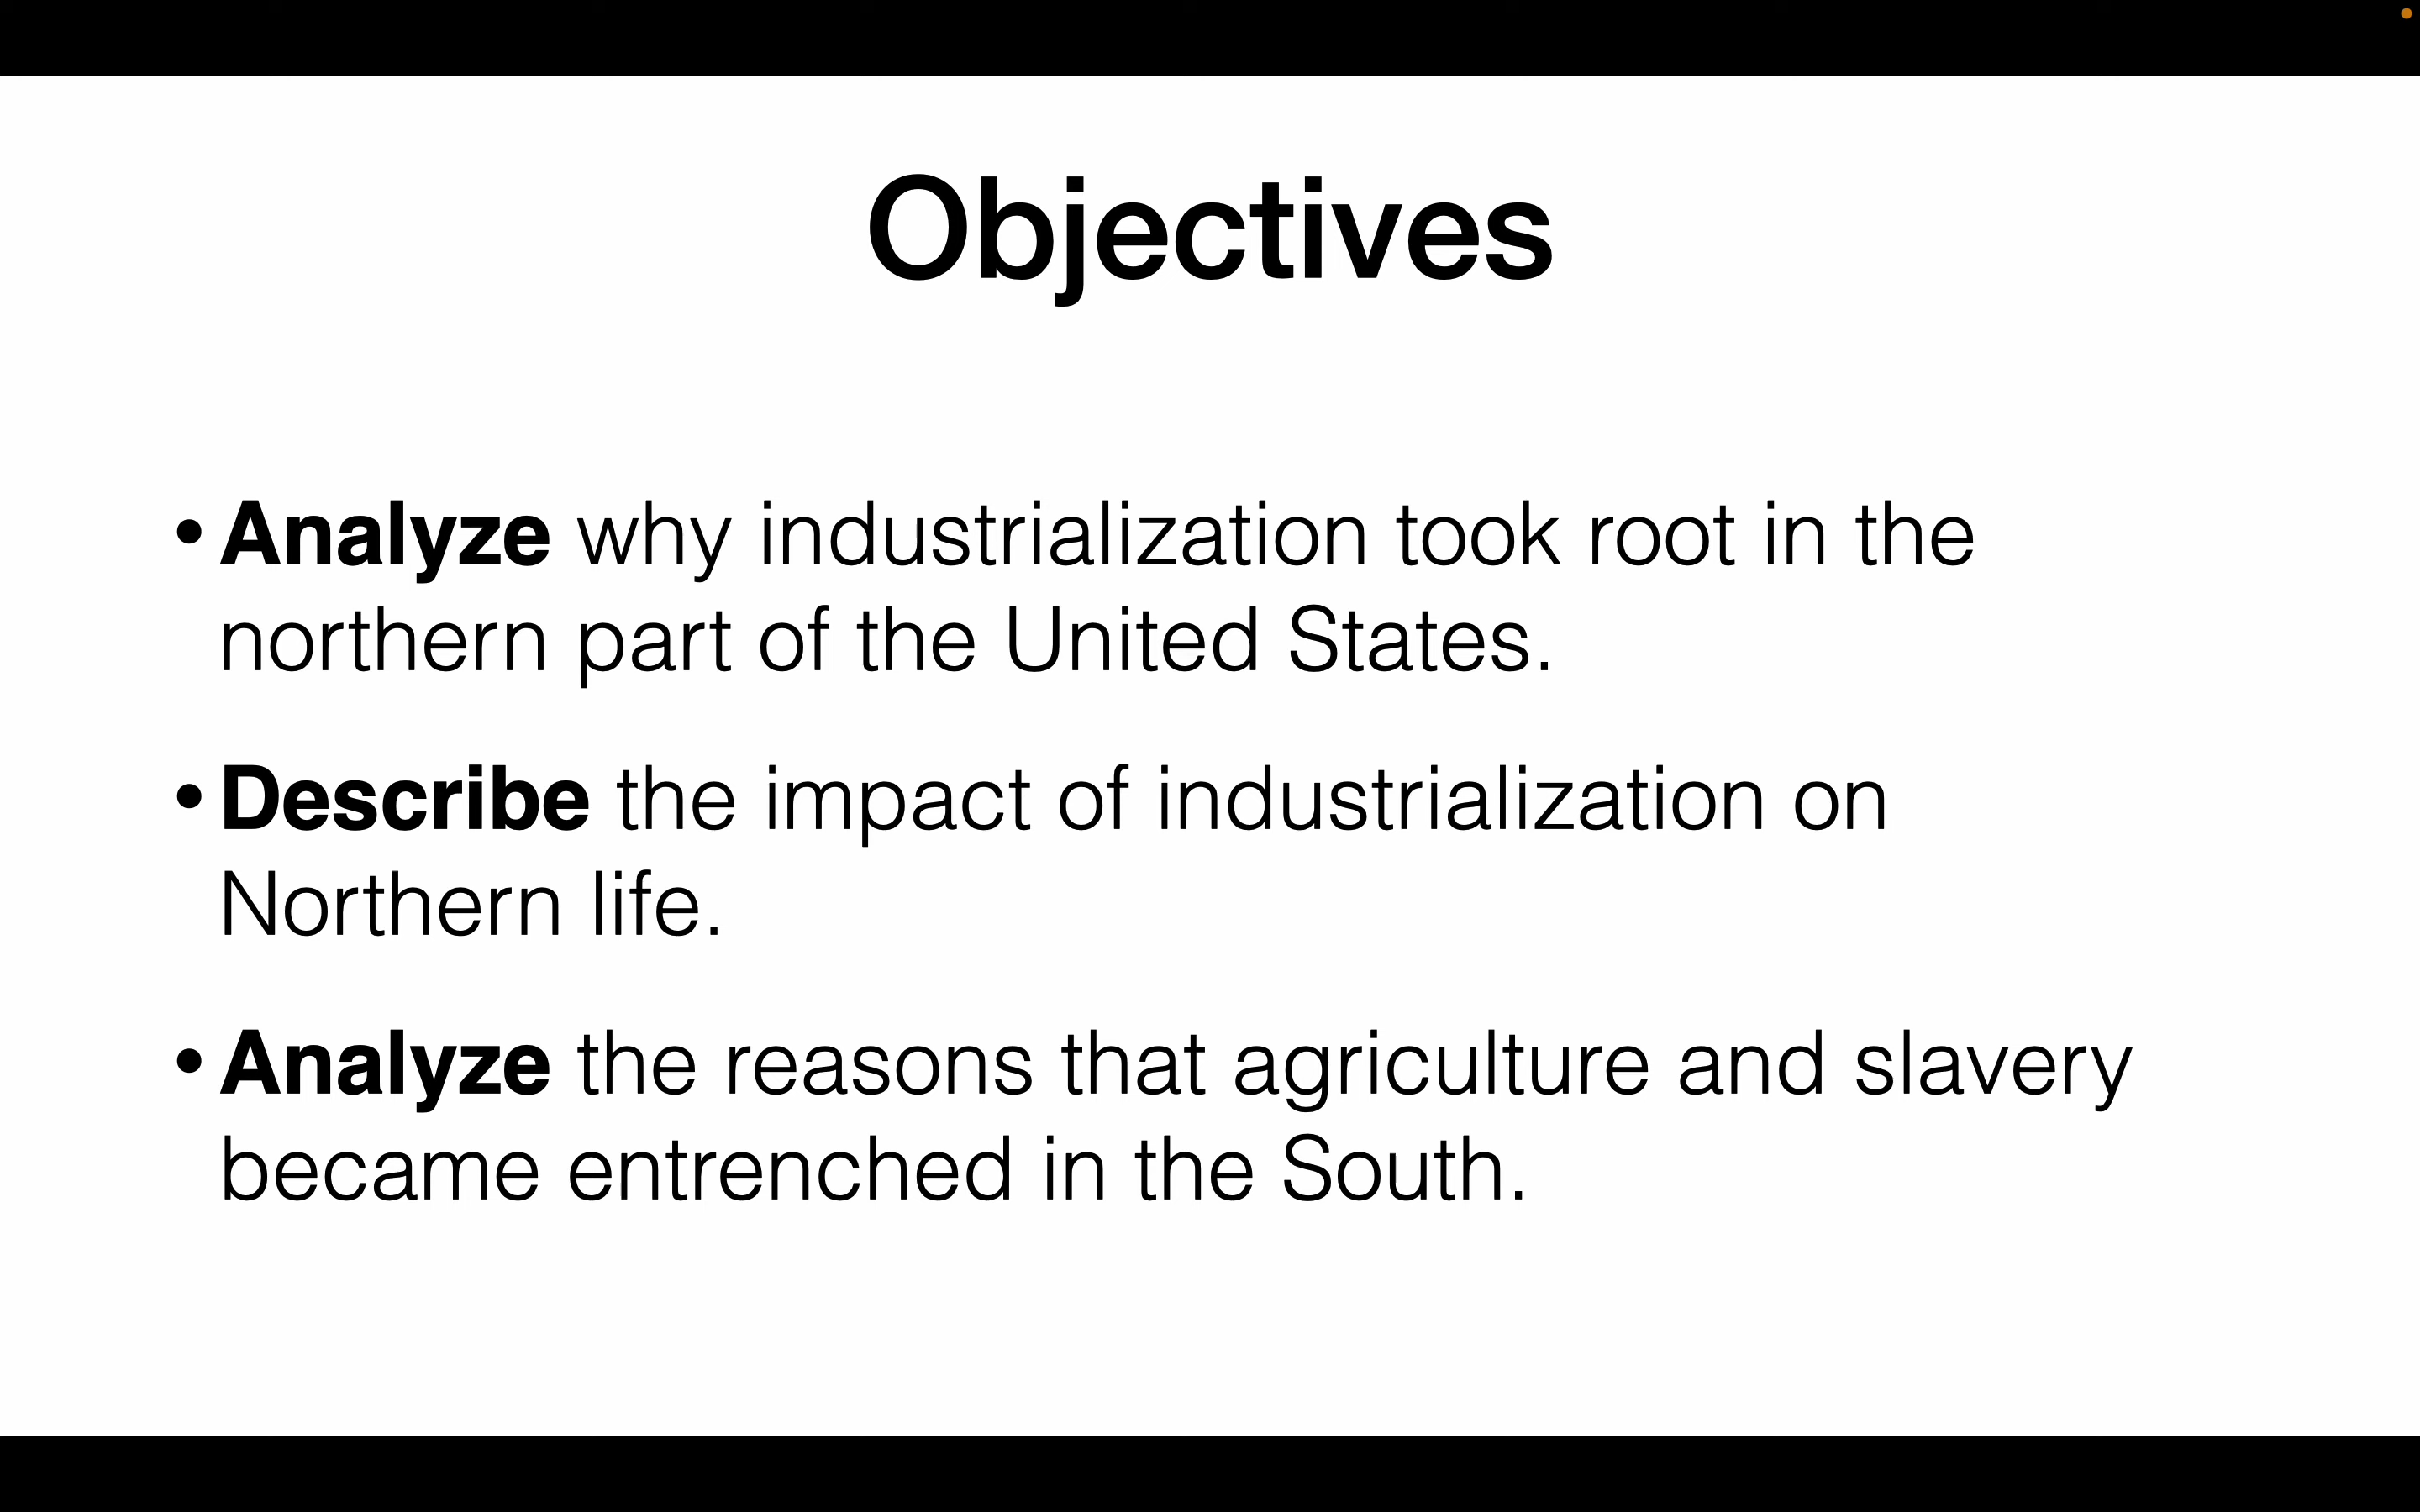 Objectives
• Analyze why industrialization took root in the
northern part of the United States.
• Describe the impact of industrialization on
Northern life.
• Analyze the reasons that agriculture and slavery
became entrenched in the South.